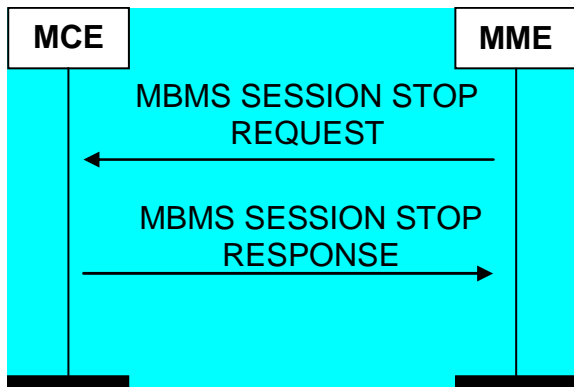 MCE
MME
MBMS SESSION STOP
REQUEST
MBMS SESSION STOP
RESPONSE